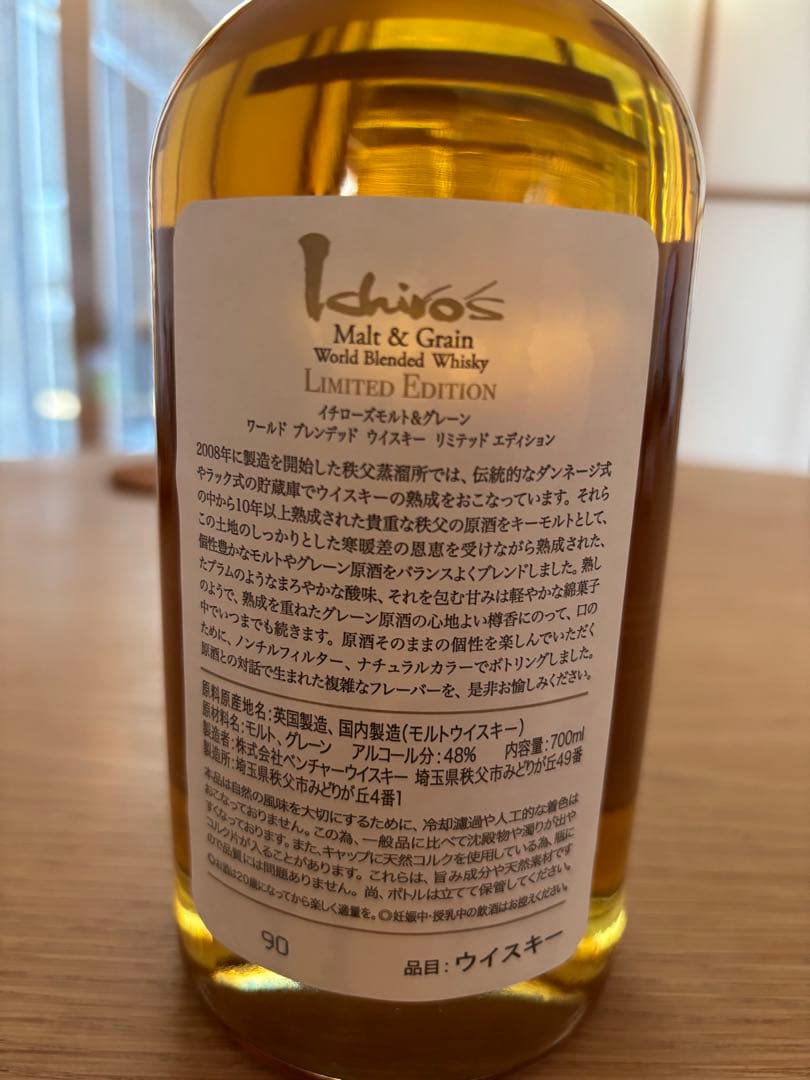 Ichiro's
Malt & Grain
World Blended Whisky
LIMITED EDITION
イチローズモルト&グレーン
ワールド ブレンデッド ウイスキー リミテッド エディション
2008年に製造を開始した秩父蒸溜所では、伝統的なダンネージ式
やラック式の貯蔵庫でウイスキーの熟成をおこなっています。それら
の中から10年以上熟成された貴重な秩父の原酒をキーモルトとして、
この土地のしっかりとした寒暖差の恩恵を受けながら熟成された、
個性豊かなモルトやグレーン原酒をバランスよくブレンドしました。熟し
たプラムのようなまろやかな酸味、それを包む甘みは軽やかな綿菓子
のようで、熟成を重ねたグレーン原酒の心地よい樽香にのって、口の
中でいつまでも続きます。原酒そのままの個性を楽しんでいただく
ために、ノンチルフィルター、ナチュラルカラーでボトリングしました。
原酒との対話で生まれた複雑なフレーバーを、是非お愉しみください。
原料原産地名：英国製造、国内製造（モルトウイスキー）
原材料名：モルト、グレーン アルコール分：48% 内容量：700ml
製造者：株式会社ベンチャーウイスキー 埼玉県秩父市みどりが丘49番
製造所：埼玉県秩父市みどりが丘4番1
本品は自然の風味を大切にするために、冷却濾過や人工的な着色は
おこなっておりません。この為、一般品に比べて沈殿物や濁りが出や
すくなっております。また、キャップに天然コルクを使用している為、瓶に
コルク片が入ることがあります。これらは、旨み成分や天然素材です
ので品質には問題ありません。尚、ボトルは立てて保管してください。
◎お酒は20歳になってから楽しく適量を。◎妊娠中・授乳中の飲酒はお控えください。
90
品目：ウイスキー